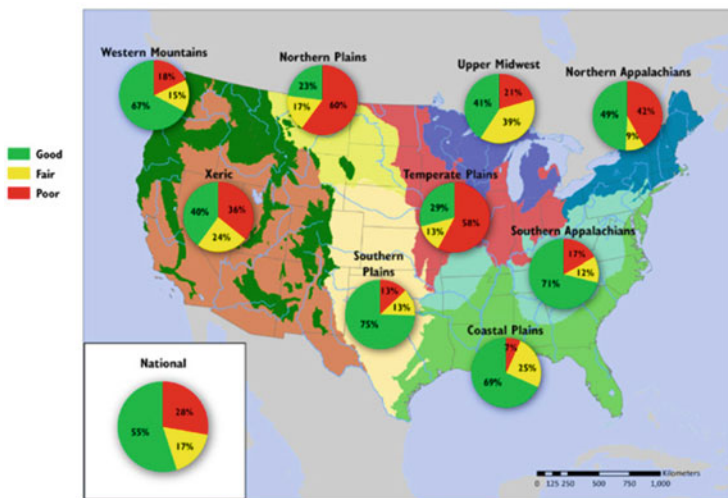 Western Mountains
18%
15%
67%
Northern Plains
23%
17%
60%
Upper Midwest
41%
21%
39%
Northern Appalachians
49%
42%
9%
Good
Fair
Poor
Xeric
40%
36%
24%
Temperate Plains
29%
13%
58%
Southern Appalachians
17%
12%
71%
Southern
Plains
13%
13%
75%
Coastal Plains
7%
25%
69%
National
28%
55%
17%
Kilometers
0 125 250 500 750 1,000